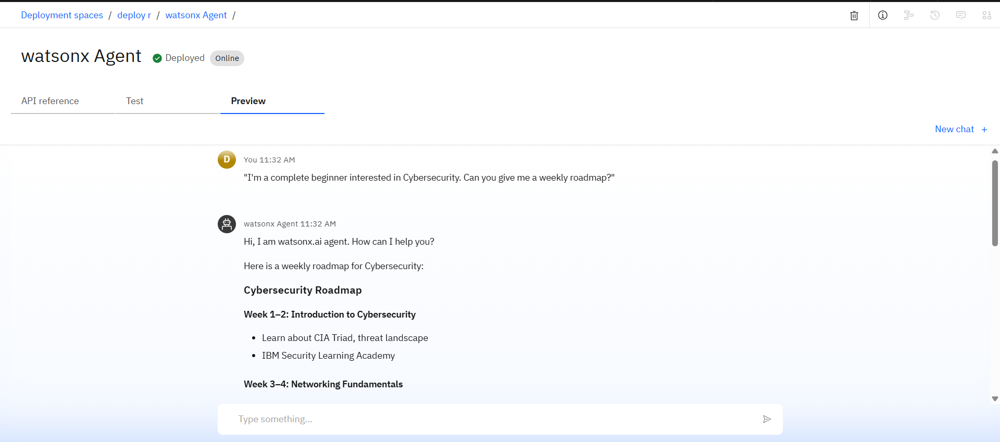 Deployment spaces / deploy r / watsonx Agent /
watsonx Agent Deployed Online
API reference Test Preview
New chat +
D You 11:32 AM
"I'm a complete beginner interested in Cybersecurity. Can you give me a weekly roadmap?"
watsonx Agent 11:32 AM
Hi, I am watsonx.ai agent. How can I help you?
Here is a weekly roadmap for Cybersecurity:
Cybersecurity Roadmap
Week 1–2: Introduction to Cybersecurity
• Learn about CIA Triad, threat landscape
• IBM Security Learning Academy
Week 3–4: Networking Fundamentals
Type something...